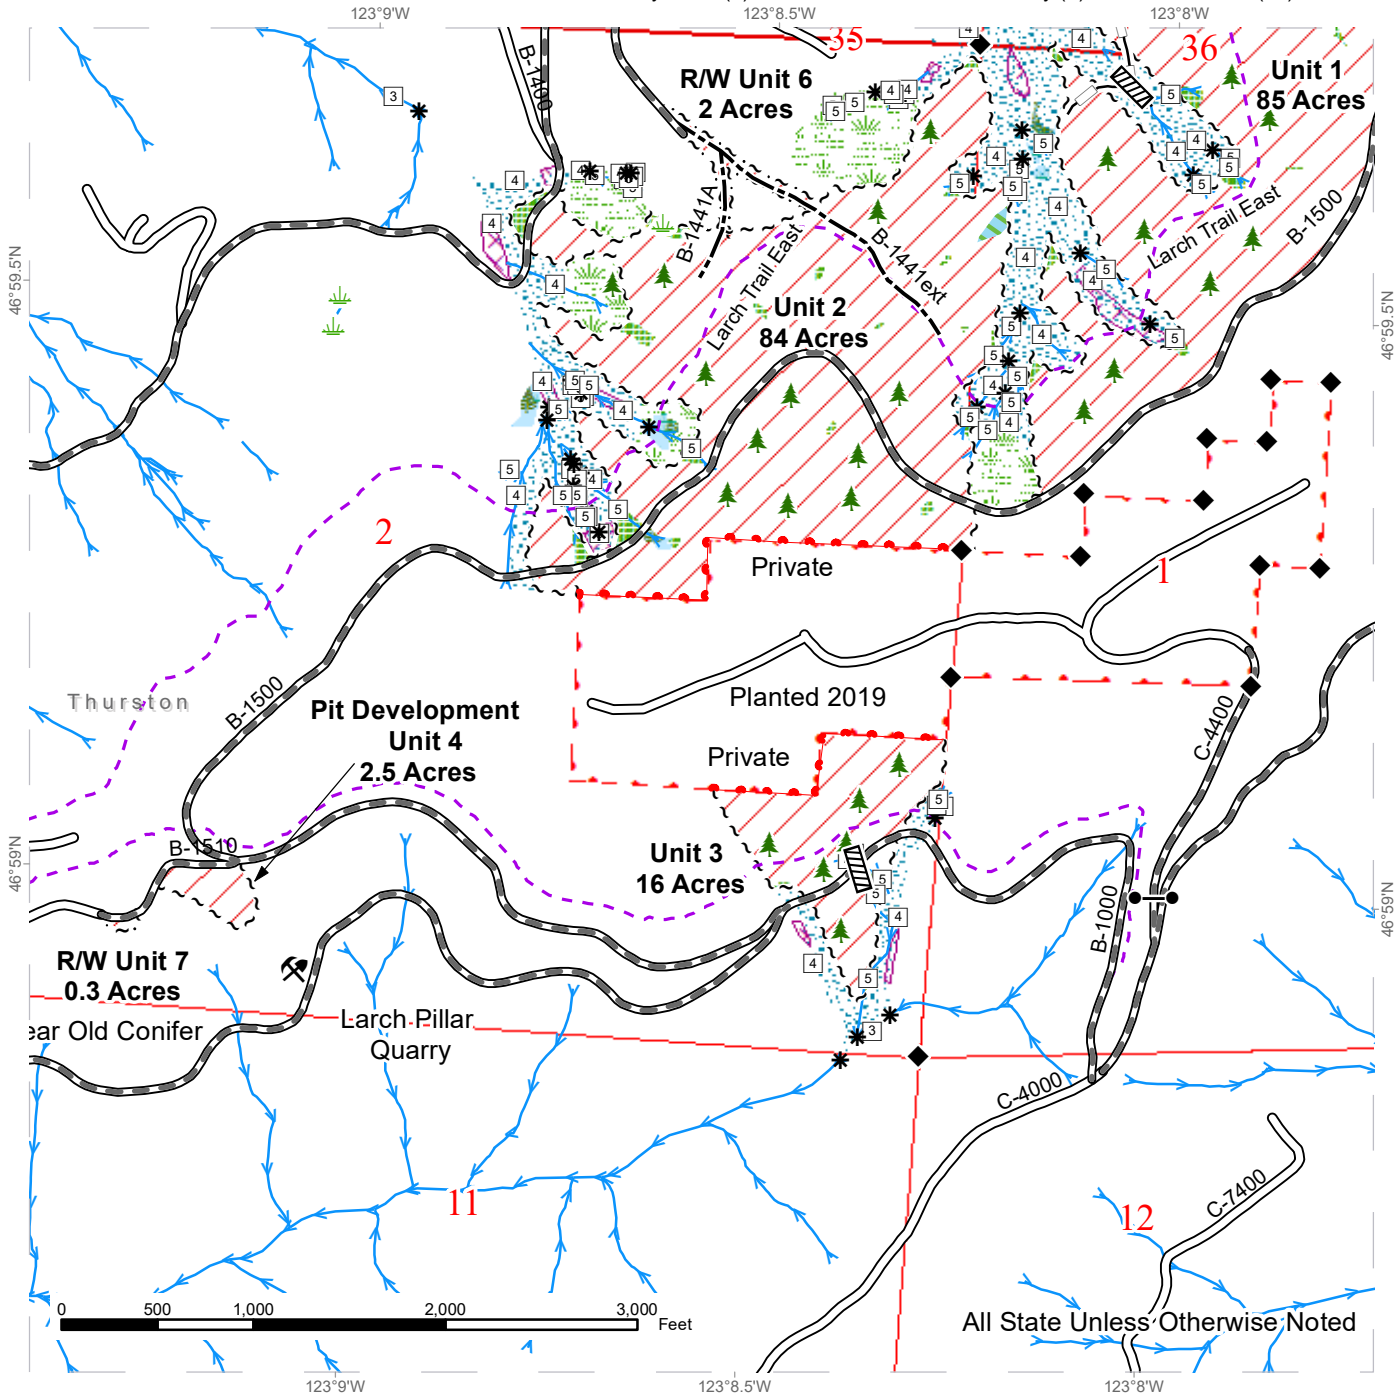 123°9'W
123°8.5'W
123°8'W
35
36
R/W Unit 6
2 Acres
Unit 1
85 Acres
B-1400
B-1441A
B-1441ext
Larch Trail East
Larch Trail East
B-1500
46°59.5'N
46°59.5'N
Unit 2
84 Acres
2
1
Private
Thurston
B-1500
Planted 2019
Pit Development
Unit 4
2.5 Acres
Private
C-4400
B-1510
Unit 3
16 Acres
46°59'N
46°59'N
B-1000
R/W Unit 7
0.3 Acres
ear Old Conifer
Larch Pillar
Quarry
C-4000
11
12
C-7400
0 500 1,000 2,000 3,000
Feet
All State Unless Otherwise Noted
123°9'W
123°8.5'W
123°8'W